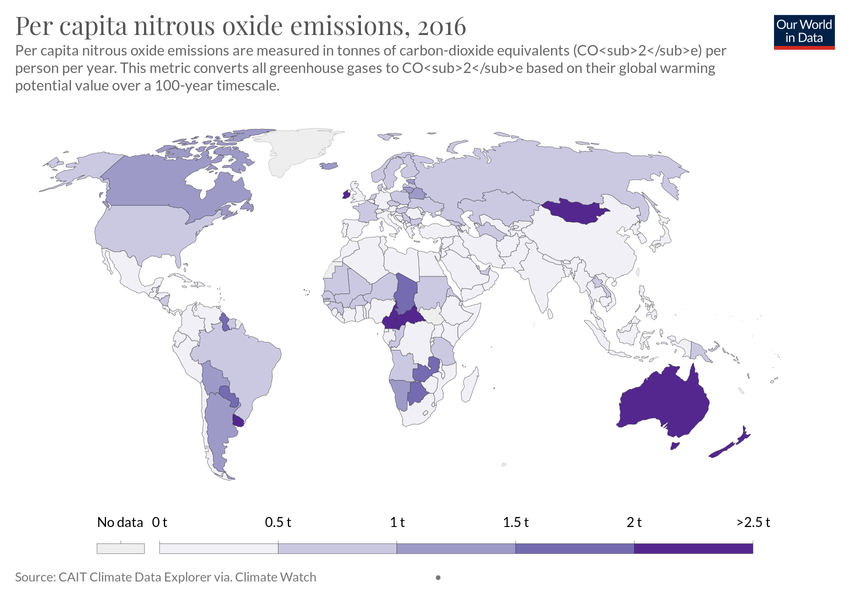 Per capita nitrous oxide emissions, 2016
Our World
in Data
Per capita nitrous oxide emissions are measured in tonnes of carbon-dioxide equivalents (CO<sub>2</sub>e) per
person per year. This metric converts all greenhouse gases to CO<sub>2</sub>e based on their global warming
potential value over a 100-year timescale.
No data 0 t 0.5 t 1 t 1.5 t 2 t >2.5 t
Source: CAIT Climate Data Explorer via. Climate Watch •